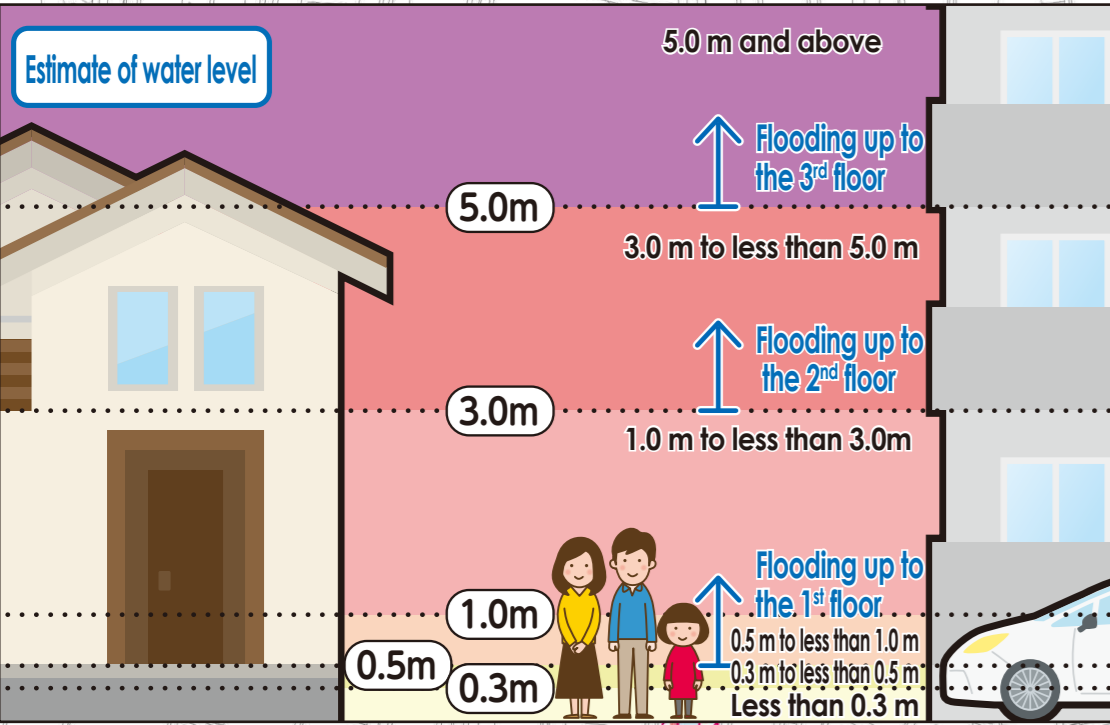 Estimate of water level
5.0 m and above
Flooding up to
the 3rd floor
5.0m
3.0 m to less than 5.0 m
Flooding up to
the 2nd floor
3.0m
1.0 m to less than 3.0m
Flooding up to
the 1st floor
1.0m
0.5 m to less than 1.0 m
0.5m
0.3 m to less than 0.5 m
0.3m
Less than 0.3 m